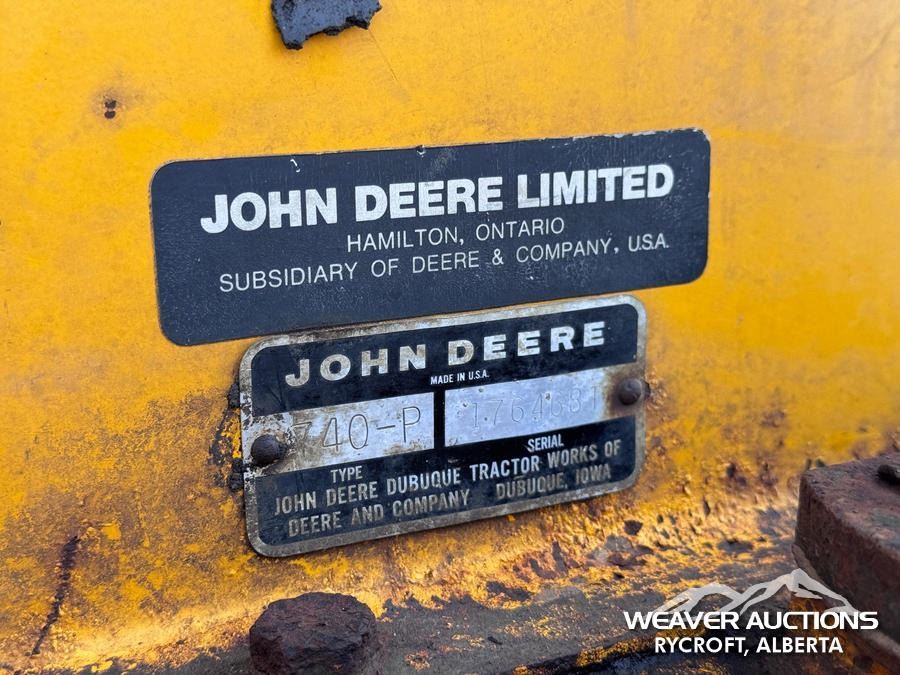 JOHN DEERE LIMITED
HAMILTON, ONTARIO
SUBSIDIARY OF DEERE & COMPANY, U.S.A.
JOHN DEERE
MADE IN U.S.A.
740-P
TYPE
SERIAL
JOHN DEERE DUBUQUE TRACTOR WORKS OF
DEERE AND COMPANY DUBUQUE, IOWA
WEAVER AUCTIONS
RYCROFT, ALBERTA